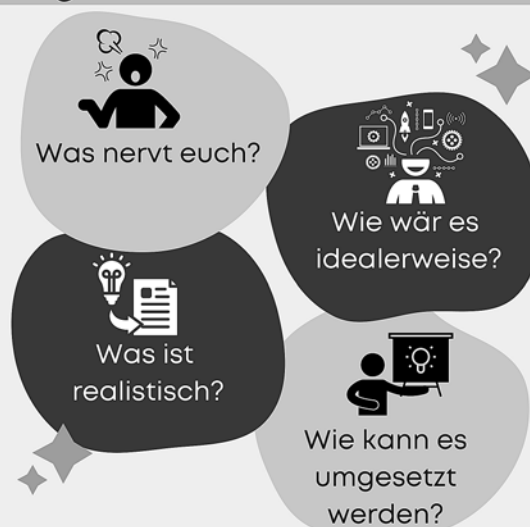 Was nervt euch?
Wie wär es
idealerweise?
Was ist
realistisch?
Wie kann es
umgesetzt
werden?